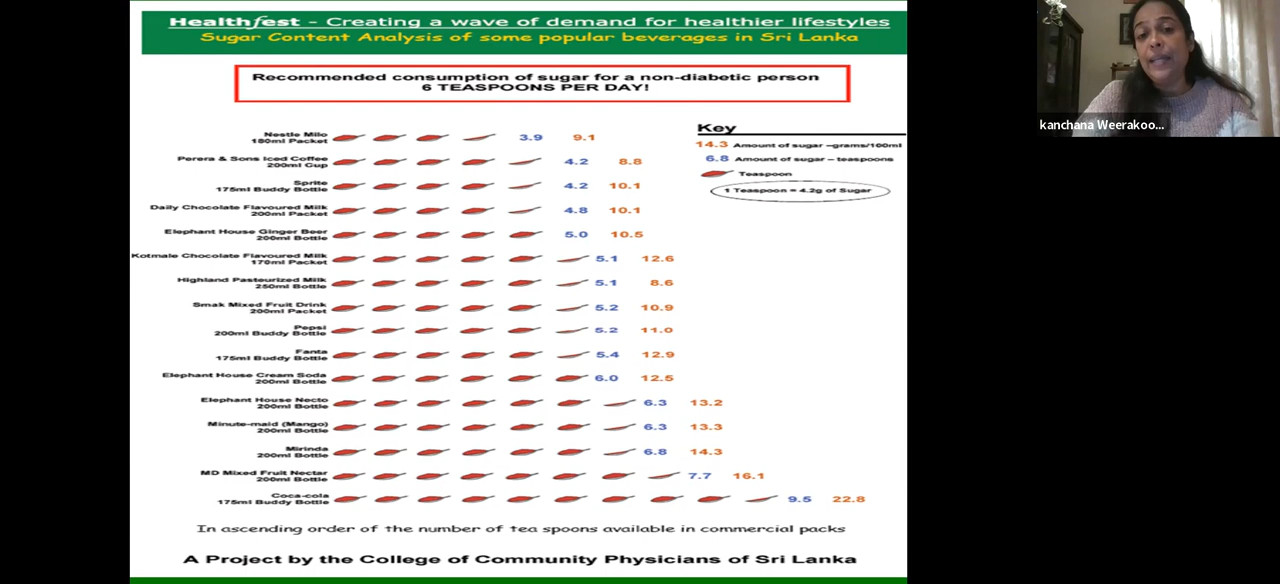 Healthfest - Creating a wave of demand for healthier lifestyles
Sugar Content Analysis of some popular beverages in Sri Lanka
Recommended consumption of sugar for a non-diabetic person
6 TEASPOONS PER DAY!
kanchana Weerakoo...
Key
14.3 Amount of sugar -grams/100ml
6.8 Amount of sugar - teaspoons
Teaspoon
1 Teaspoon = 4.2g of Sugar
Nestle Milo
180ml Packet
3.9 9.1
Perera & Sons Iced Coffee
200ml Cup
4.2 8.8
Sprite
175ml Buddy Bottle
4.2 10.1
Daily Chocolate Flavoured Milk
200ml Packet
4.8 10.1
Elephant House Ginger Beer
200ml Bottle
5.0 10.5
Kotmale Chocolate Flavoured Milk
170ml Packet
5.1 12.6
Highland Pasteurized Milk
250ml Bottle
5.1 8.6
Smak Mixed Fruit Drink
200ml Packet
5.2 10.9
Pepsi
200ml Buddy Bottle
5.2 11.0
Fanta
175ml Buddy Bottle
5.4 12.9
Elephant House Cream Soda
200ml Bottle
6.0 12.5
Elephant House Necto
200ml Bottle
6.3 13.2
Minute-maid (Mango)
200ml Bottle
6.3 13.3
Mirinda
200ml Bottle
6.8 14.3
MD Mixed Fruit Nectar
200ml Bottle
7.7 16.1
Coca-cola
175ml Buddy Bottle
9.5 22.8
In ascending order of the number of tea spoons available in commercial packs
A Project by the College of Community Physicians of Sri Lanka